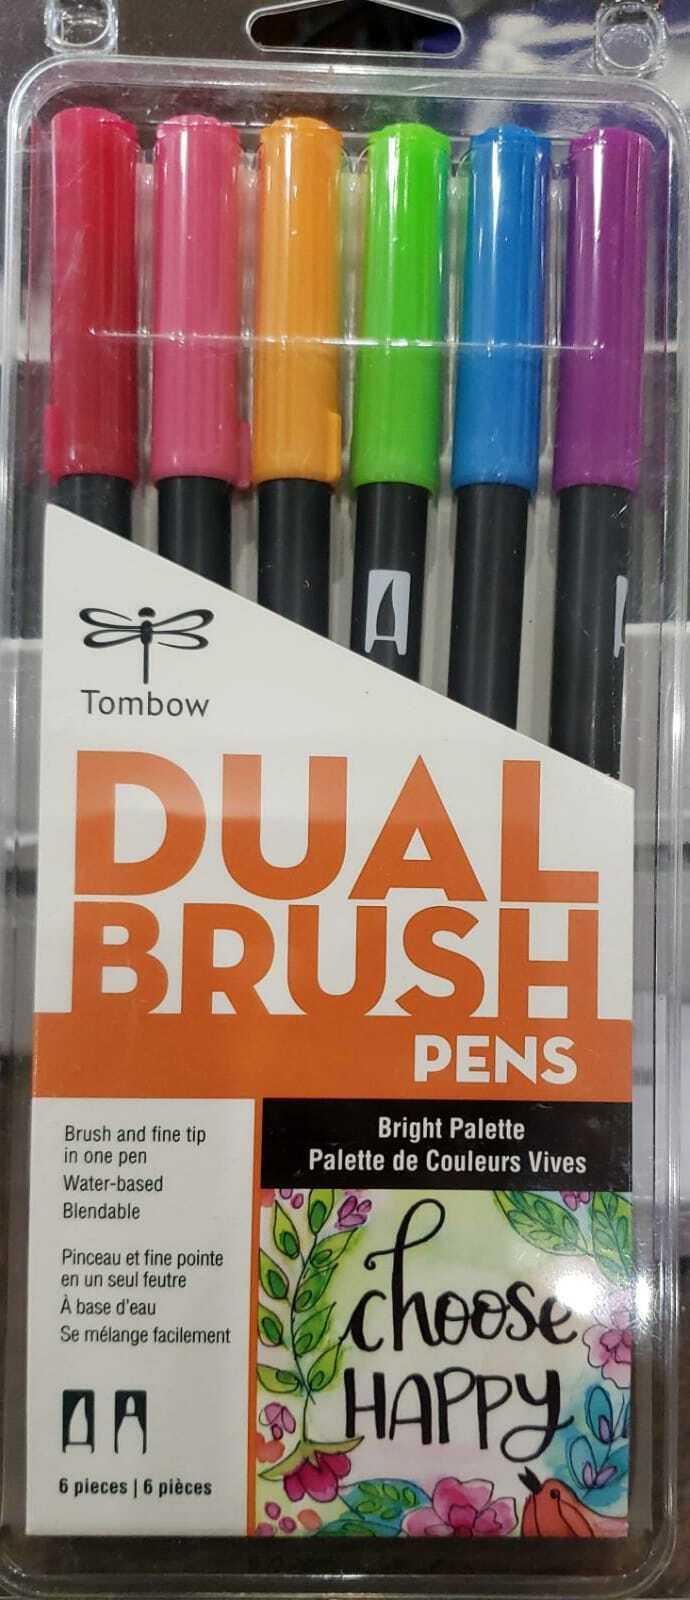 Tombow
DUAL
BRUSH
PENS
Brush and fine tip
in one pen
Water-based
Blendable
Pinceau et fine pointe
en un seul feutre
À base d'eau
Se mélange facilement
6 pieces | 6 pièces
Bright Palette
Palette de Couleurs Vives
choose
HAPPY